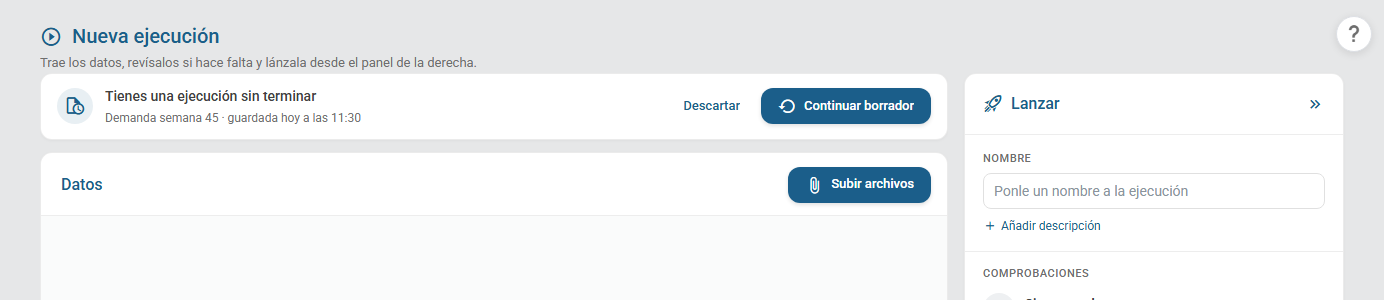 Nueva ejecución
?
Trae los datos, revísalos si hace falta y lánzala desde el panel de la derecha.
Tienes una ejecución sin terminar
Demanda semana 45 · guardada hoy a las 11:30
Descartar
Continuar borrador
Datos
Subir archivos
Lanzar
NOMBRE
Ponle un nombre a la ejecución
+ Añadir descripción
COMPROBACIONES